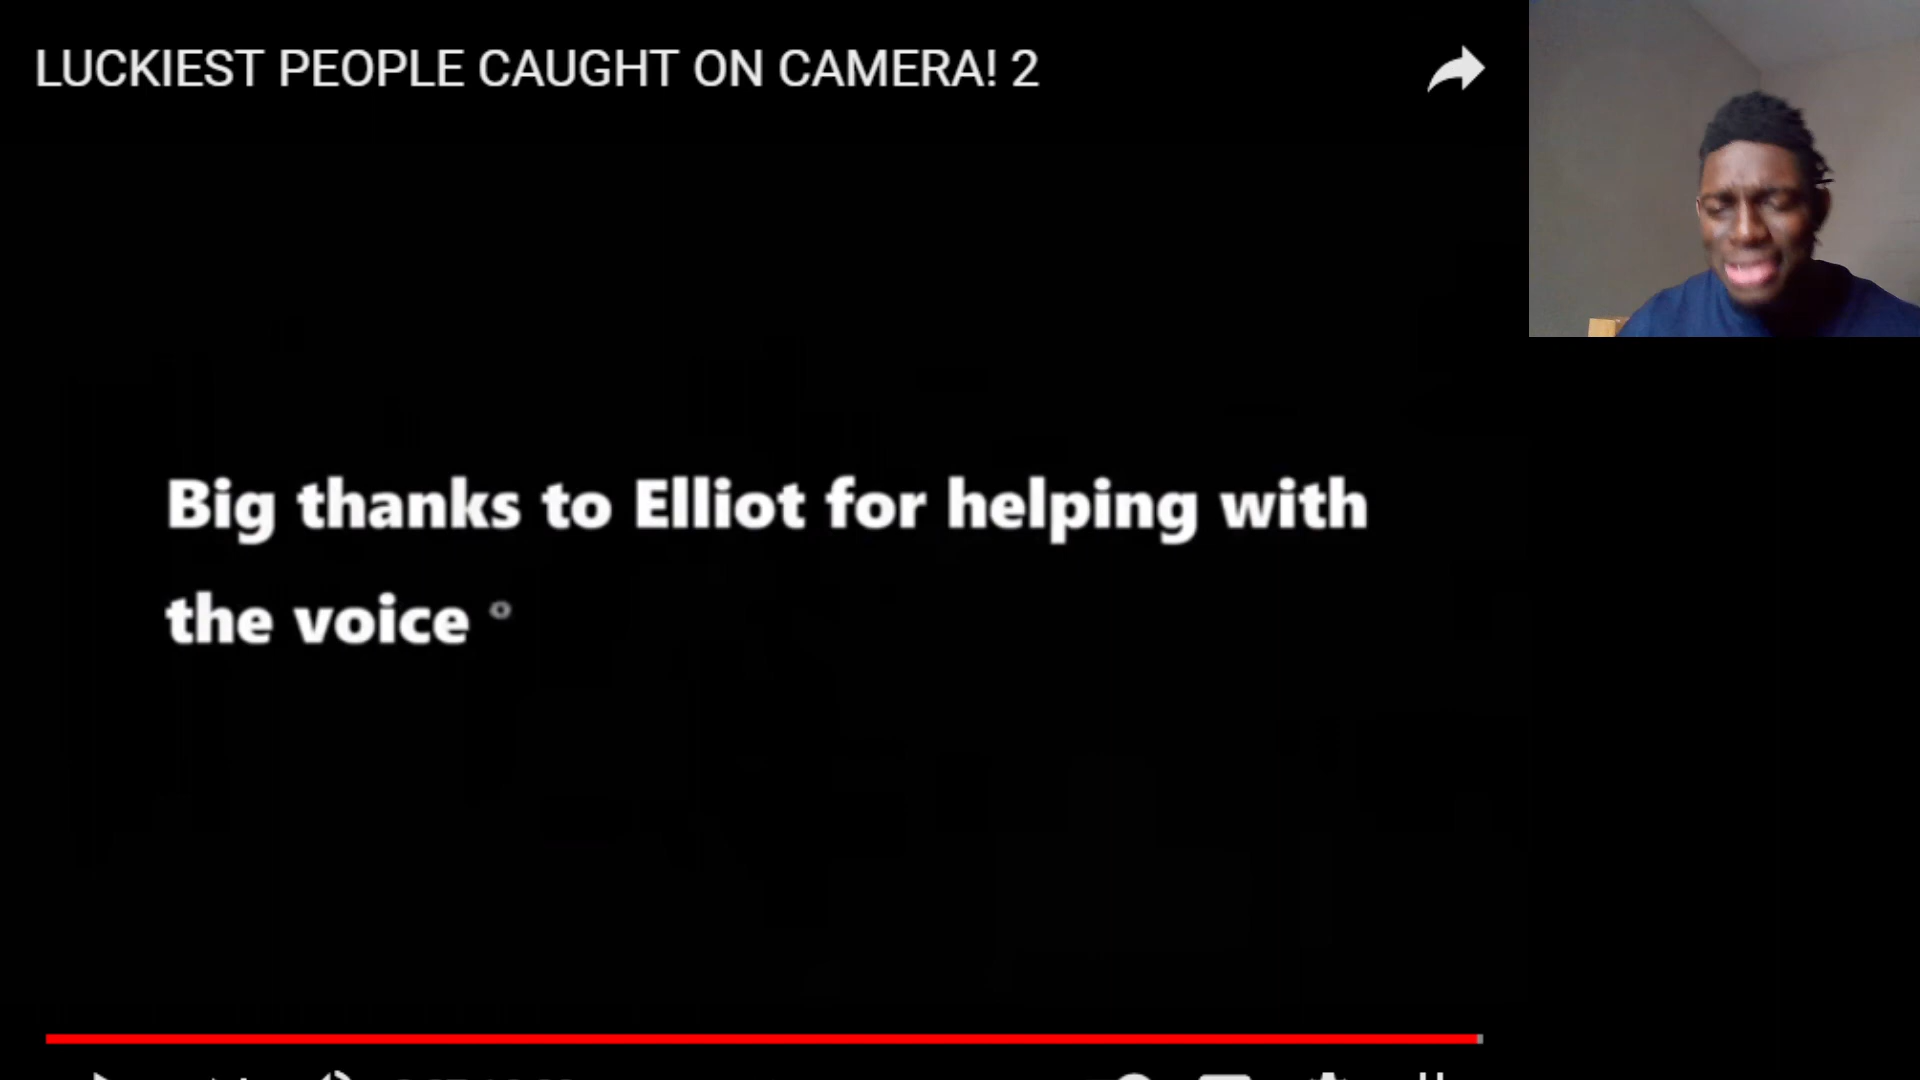 LUCKIEST PEOPLE CAUGHT ON CAMERA! 2
Big thanks to Elliot for helping with
the voice